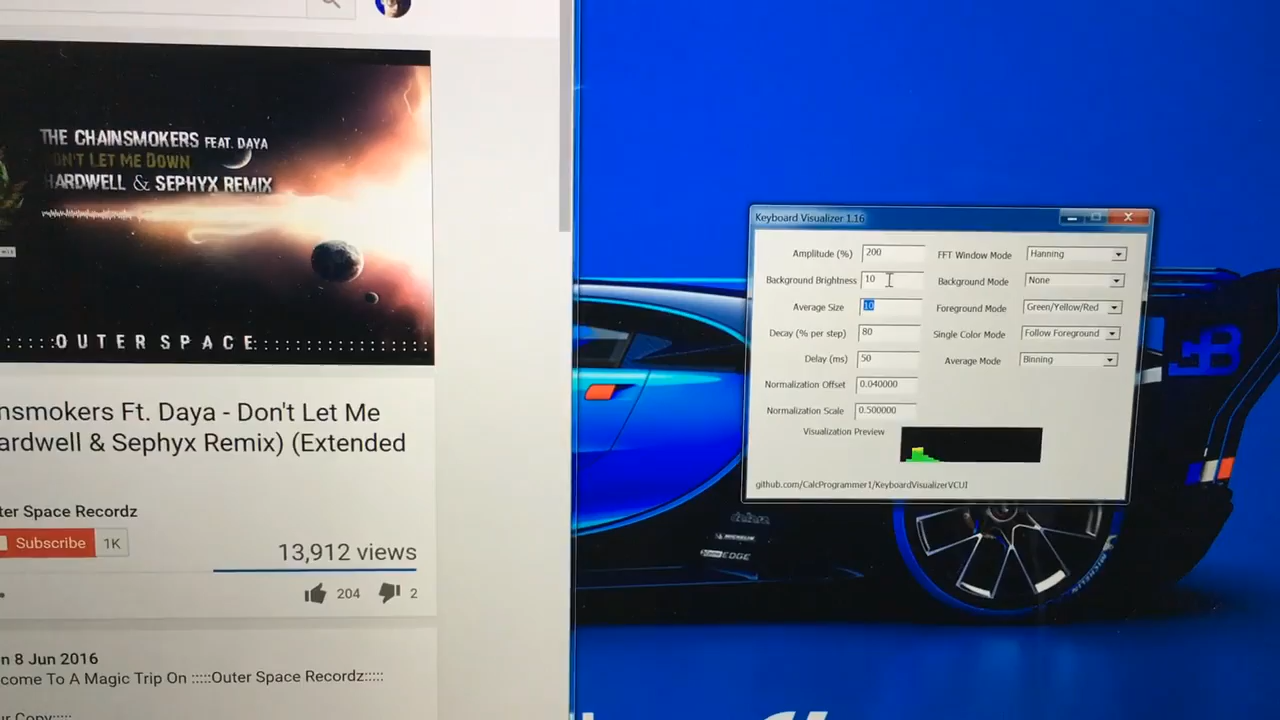 THE CHAINSMOKERS FEAT. DAYA
ON'T LET ME DOWN
HARDWELL & SEPHYX REMIX
:::::OUTER SPACE::::::::::::::::::
nsmokers Ft. Daya - Don't Let Me
ardwell & Sephyx Remix) (Extended
ter Space Recordz
Subscribe 1K
13,912 views
204 2
n 8 Jun 2016
come To A Magic Trip On :::::Outer Space Recordz:::::
ur Copy:::::
Keyboard Visualizer 1.16
Amplitude (%) 200 FFT Window Mode Hanning
Background Brightness 10 Background Mode None
Average Size 10 Foreground Mode Green/Yellow/Red
Decay (% per step) 80 Single Color Mode Follow Foreground
Delay (ms) 50 Average Mode Binning
Normalization Offset 0.040000
Normalization Scale 0.500000
Visualization Preview
github.com/CalcProgrammer1/KeyboardVisualizerVCUI
MICHELIN
EDGE